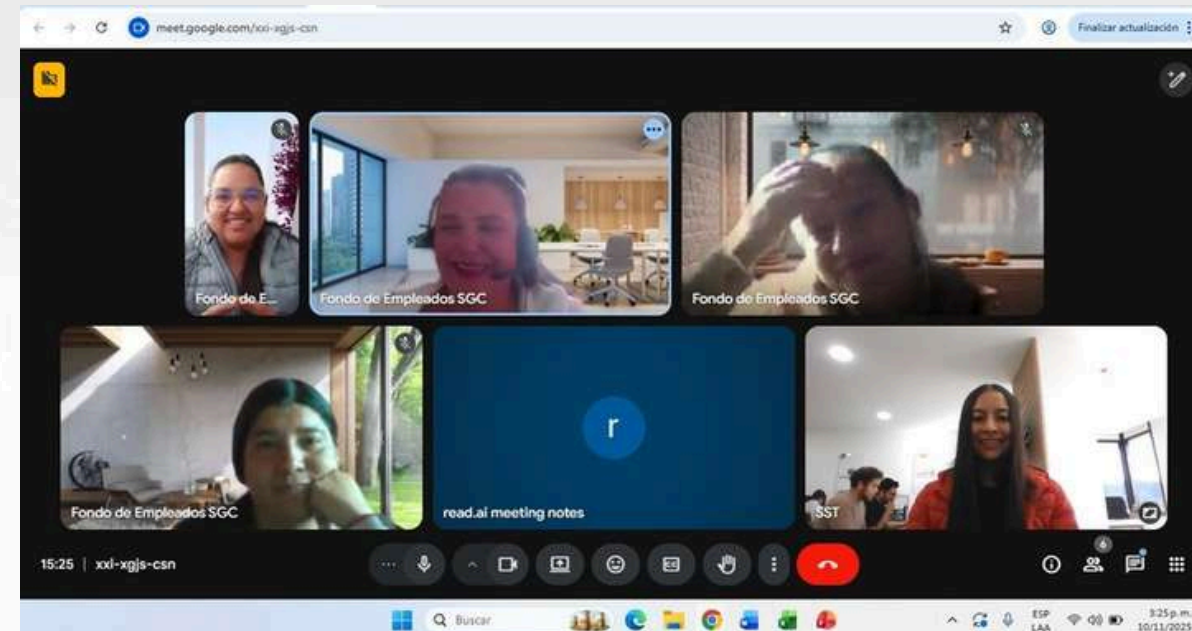 meet.google.com/xxi-xgjs-csn
Finalizar actualización
Fondo de E...
Fondo de Empleados SGC
Fondo de Empleados SGC
Fondo de Empleados SGC
r
read.ai meeting notes
SST
15:25 | xxi-xgjs-csn
6
Buscar
ESP
LAA
3:25 p.m.
10/11/2025